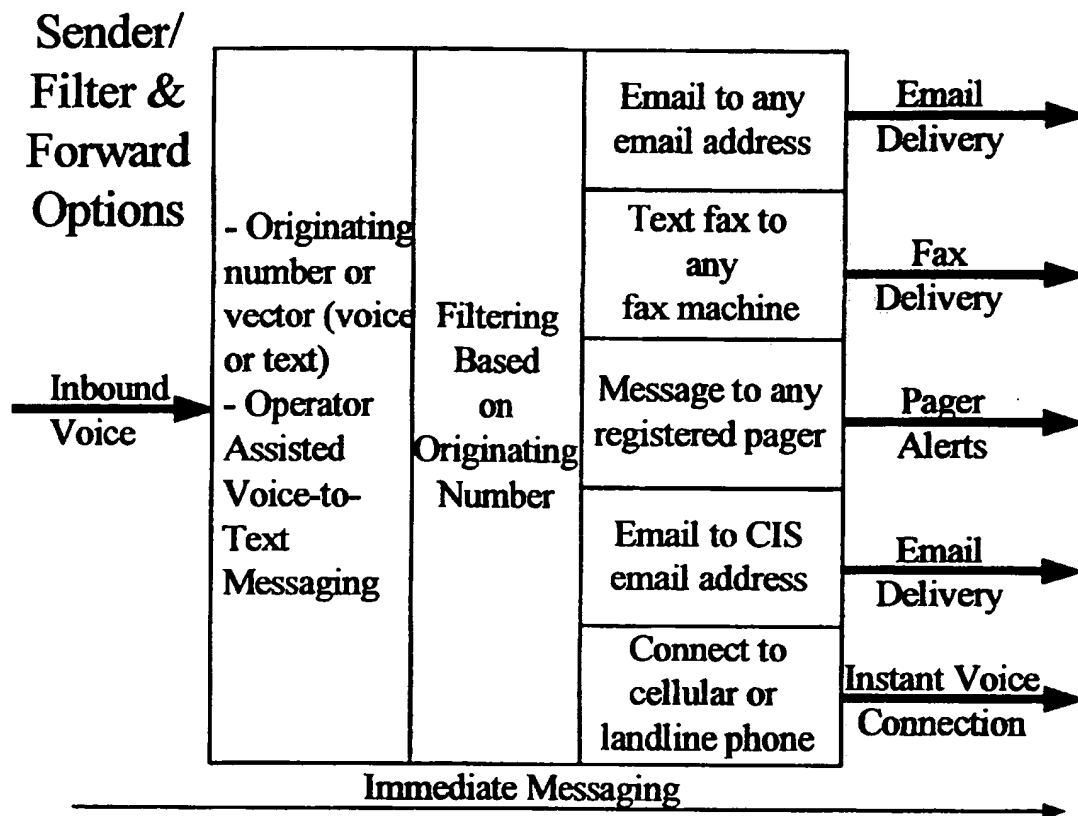 Sender/
Filter &
Forward
Options
Inbound
Voice
- Originating
number or
vector (voice
or text)
- Operator
Assisted
Voice-to-
Text
Messaging
Filtering
Based
on
Originating
Number
Email to any
email address
Email
Delivery
Text fax to
any
fax machine
Fax
Delivery
Message to any
registered pager
Pager
Alerts
Email to CIS
email address
Email
Delivery
Connect to
cellular or
landline phone
Instant Voice
Connection
Immediate Messaging